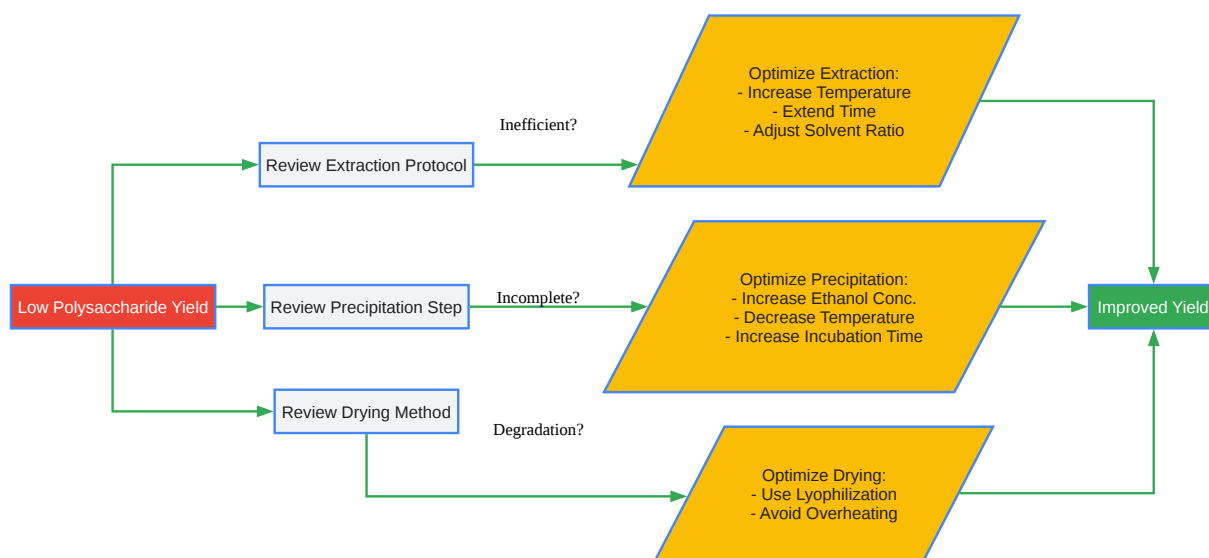 Optimize Extraction:
- Increase Temperature
- Extend Time
- Adjust Solvent Ratio
Inefficient?
Review Extraction Protocol
Low Polysaccharide Yield
Review Precipitation Step
Incomplete?
Optimize Precipitation:
- Increase Ethanol Conc.
- Decrease Temperature
- Increase Incubation Time
Improved Yield
Review Drying Method
Degradation?
Optimize Drying:
- Use Lyophilization
- Avoid Overheating